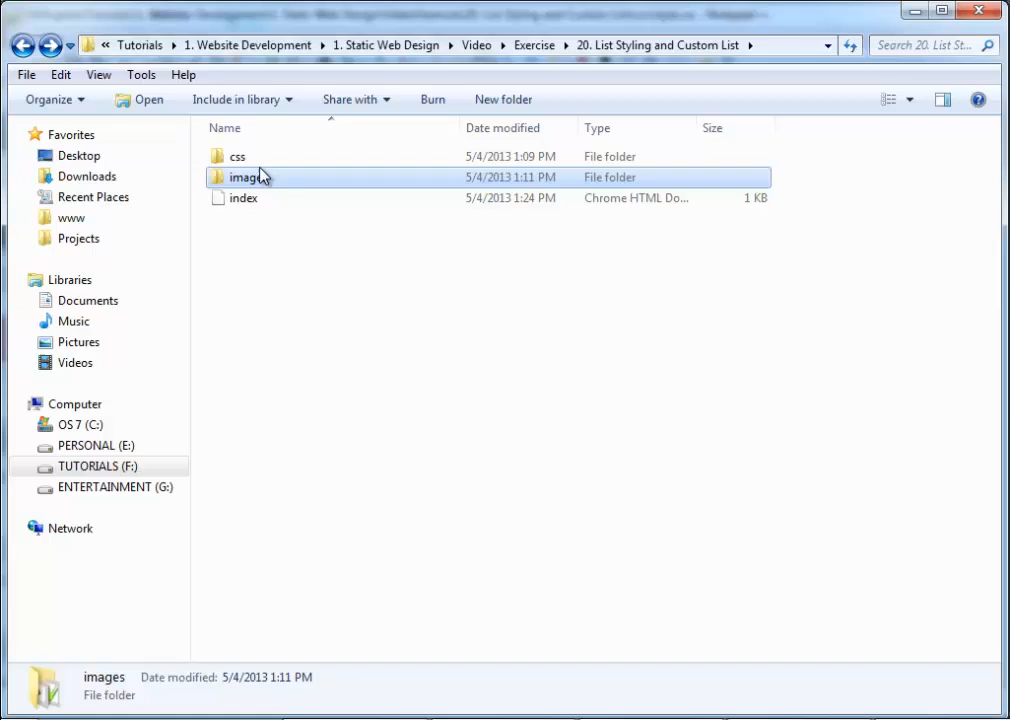 « Tutorials 1. Website Development 1. Static Web Design Video Exercise 20. List Styling and Custom List Search 20. List St...
File Edit View Tools Help
Organize Open Include in library Share with Burn New folder
Name Date modified Type Size
Favorites
Desktop
Downloads
Recent Places
www
Projects
Libraries
Documents
Music
Pictures
Videos
Computer
OS 7 (C:)
PERSONAL (E:)
TUTORIALS (F:)
ENTERTAINMENT (G:)
Network
css 5/4/2013 1:09 PM File folder
images 5/4/2013 1:11 PM File folder
index 5/4/2013 1:24 PM Chrome HTML Do... 1 KB
images Date modified: 5/4/2013 1:11 PM
File folder